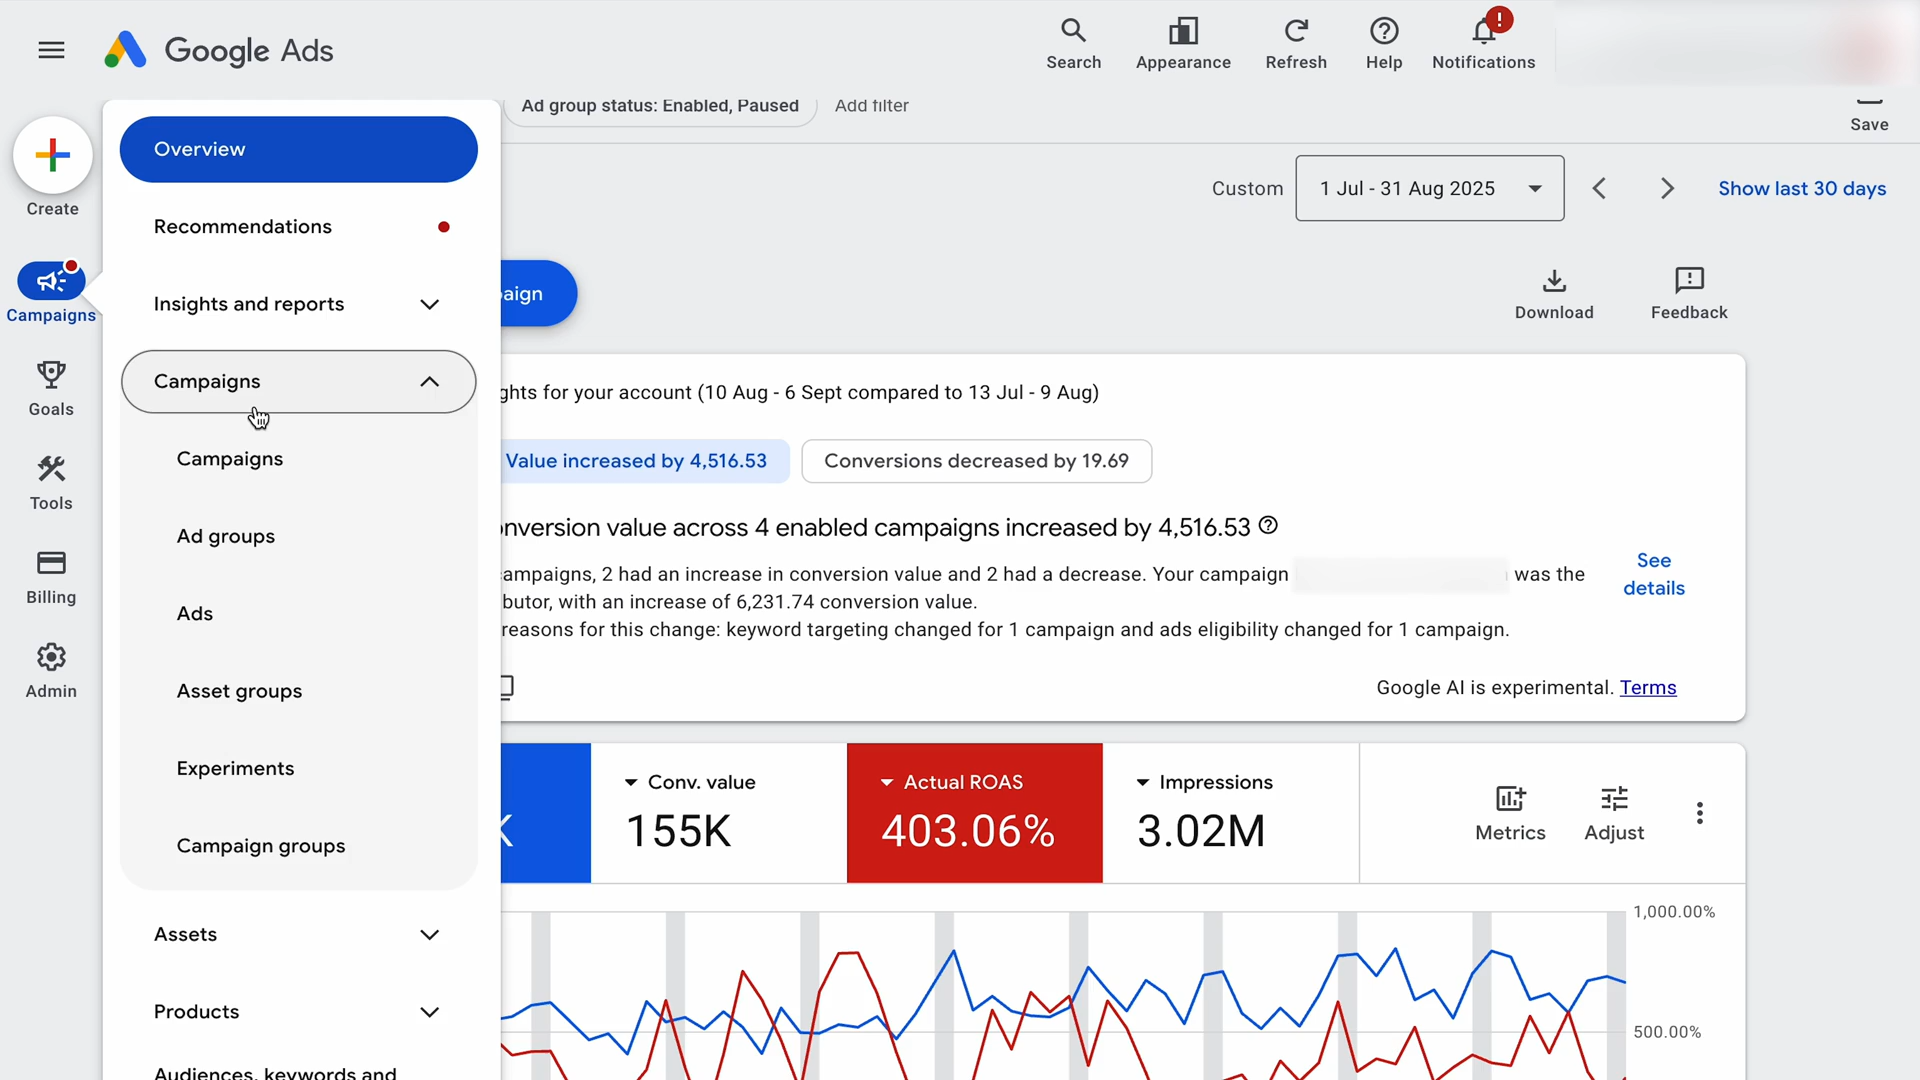 Google Ads
Search
Appearance
Refresh
Help
!
Notifications
Ad group status: Enabled, Paused
Add filter
Save
Create
Campaigns
Goals
Tools
Billing
Admin
Overview
Recommendations
Insights and reports
Campaigns
Campaigns
Ad groups
Ads
Asset groups
Experiments
Campaign groups
Assets
Products
Audiences, keywords and
Custom
1 Jul - 31 Aug 2025
Show last 30 days
aign
Download
Feedback
ghts for your account (10 Aug - 6 Sept compared to 13 Jul - 9 Aug)
Value increased by 4,516.53
Conversions decreased by 19.69
nversion value across 4 enabled campaigns increased by 4,516.53
ampaigns, 2 had an increase in conversion value and 2 had a decrease. Your campaign was the
butor, with an increase of 6,231.74 conversion value.
reasons for this change: keyword targeting changed for 1 campaign and ads eligibility changed for 1 campaign.
See
details
Google AI is experimental. Terms
K
Conv. value
155K
Actual ROAS
403.06%
Impressions
3.02M
Metrics
Adjust
1,000.00%
500.00%